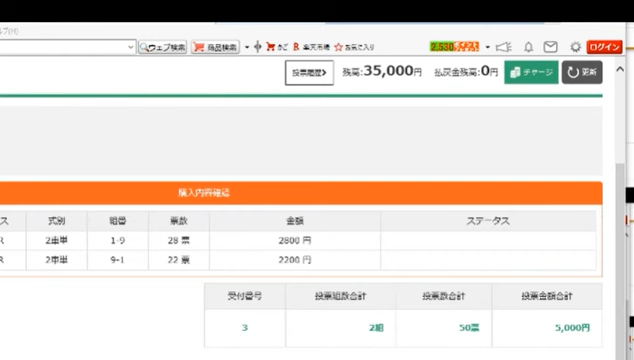 ウェブ検索 商品検索 かご R 楽天市場 お気に入り 2,530 ログイン
投票履歴> 残高:35,000円 払戻金残高:0円 チャージ 更新
購入内容確認
ス 式別 組番 票数 金額 ステータス
R 2車単 1-9 28 票 2800 円
R 2車単 9-1 22 票 2200 円
受付番号 投票組数合計 投票数合計 投票金額合計
3 2組 50票 5,000円